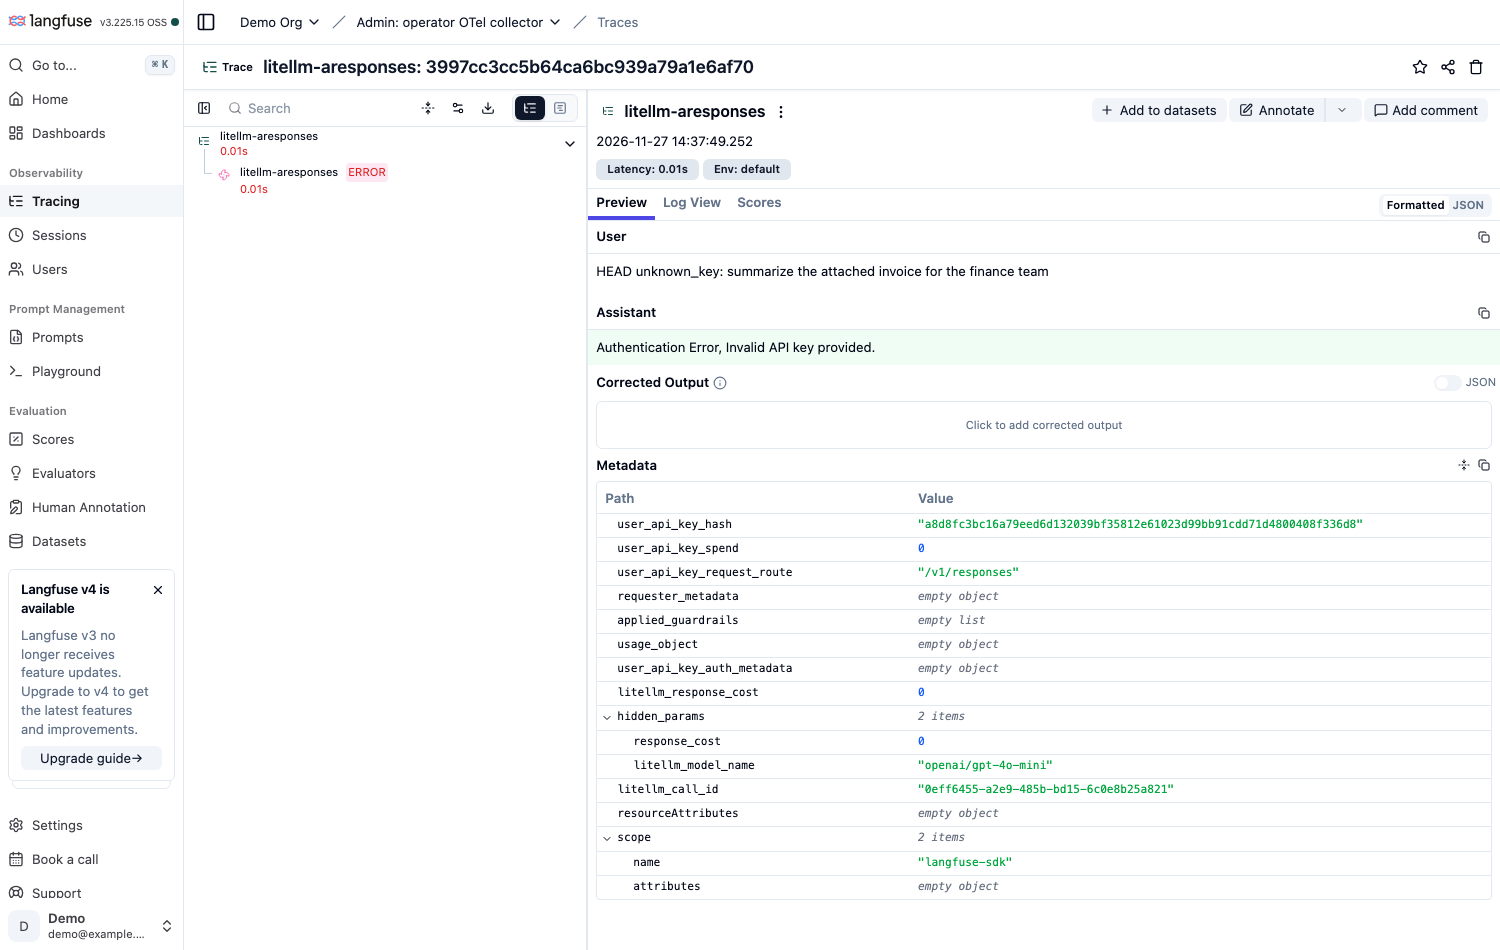 langfuse v3.225.15 OSS
Go to...
⌘ K
Home
Dashboards
Observability
Tracing
Sessions
Users
Prompt Management
Prompts
Playground
Evaluation
Scores
Evaluators
Human Annotation
Datasets
Langfuse v4 is
available
Langfuse v3 no
longer receives
feature updates.
Upgrade to v4 to get
the latest features
and improvements.
Upgrade guide→
Settings
Book a call
Support
D
Demo
demo@example....
Demo Org / Admin: operator OTel collector / Traces
Trace litellm-aresponses: 3997cc3cc5b64ca6bc939a79a1e6af70
Search
litellm-aresponses
0.01s
litellm-aresponses ERROR
0.01s
litellm-aresponses
+ Add to datasets
Annotate
Add comment
2026-11-27 14:37:49.252
Latency: 0.01s Env: default
Preview Log View Scores
Formatted JSON
User
HEAD unknown_key: summarize the attached invoice for the finance team
Assistant
Authentication Error, Invalid API key provided.
Corrected Output
JSON
Click to add corrected output
Metadata
Path Value
user_api_key_hash "a8d8fc3bc16a79eed6d132039bf35812e61023d99bb91cdd71d4800408f336d8"
user_api_key_spend 0
user_api_key_request_route "/v1/responses"
requester_metadata empty object
applied_guardrails empty list
usage_object empty object
user_api_key_auth_metadata empty object
litellm_response_cost 0
hidden_params 2 items
response_cost 0
litellm_model_name "openai/gpt-4o-mini"
litellm_call_id "0eff6455-a2e9-485b-bd15-6c0e8b25a821"
resourceAttributes empty object
scope 2 items
name "langfuse-sdk"
attributes empty object